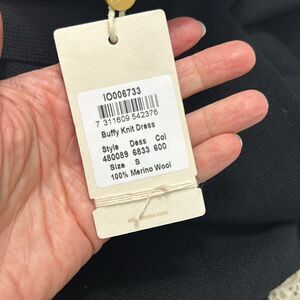 IO006733
7 311609 542376
Buffy Knit Dress
Style Dess Col
480089 6833 600
Size S
100% Merino Wool